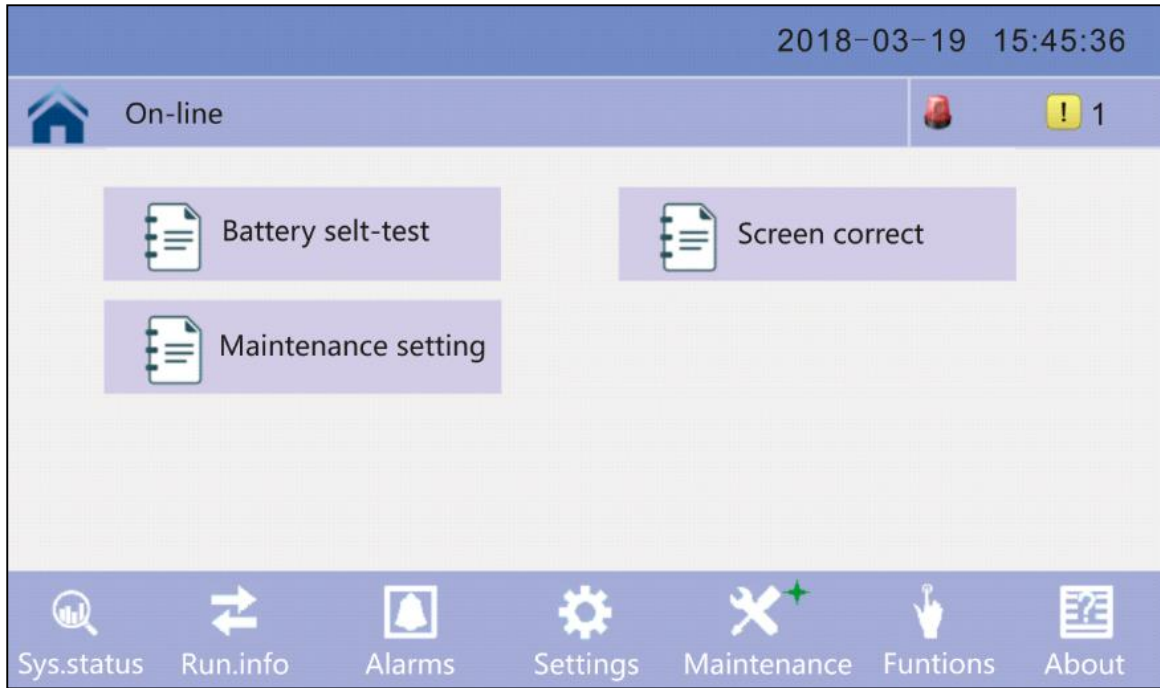 2018-03-19 15:45:36
On-line
! 1
Battery selt-test
Screen correct
Maintenance setting
Sys.status Run.info Alarms Settings Maintenance Funtions About